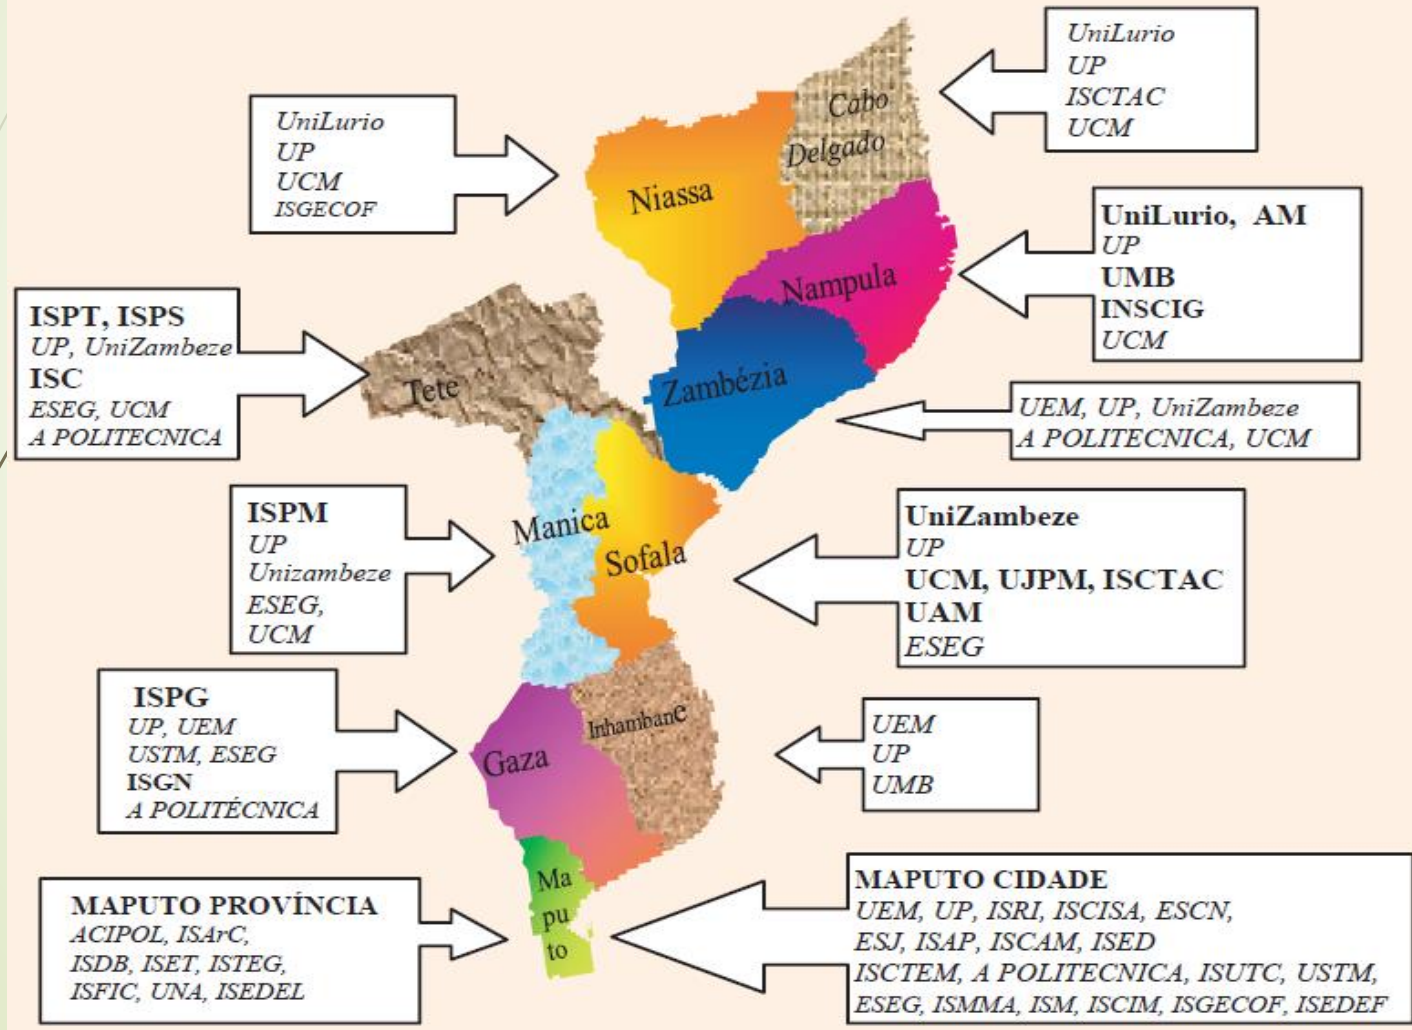 UniLurio
UP
ISCTAC
UCM
Cabo
Delgado
UniLurio
UP
UCM
ISGECOF
Niassa
UniLurio, AM
UP
UMB
INSCIG
UCM
Nampula
ISPT, ISPS
UP, UniZambeze
ISC
ESEG, UCM
A POLITECNICA
Tete
Zambézia
UEM, UP, UniZambeze
A POLITECNICA, UCM
ISPM
UP
Unizambeze
ESEG,
UCM
Manica
Sofala
UniZambeze
UP
UCM, UJPM, ISCTAC
UAM
ESEG
ISPG
UP, UEM
USTM, ESEG
ISGN
A POLITÉCNICA
Gaza
Inhambane
UEM
UP
UMB
MAPUTO PROVÍNCIA
ACIPOL, ISArC,
ISDB, ISET, ISTEG,
ISFIC, UNA, ISEDEL
Ma
pu
to
MAPUTO CIDADE
UEM, UP, ISRI, ISCISA, ESCN,
ESJ, ISAP, ISCAM, ISED
ISCTEM, A POLITECNICA, ISUTC, USTM,
ESEG, ISMMA, ISM, ISCIM, ISGECOF, ISEDEF